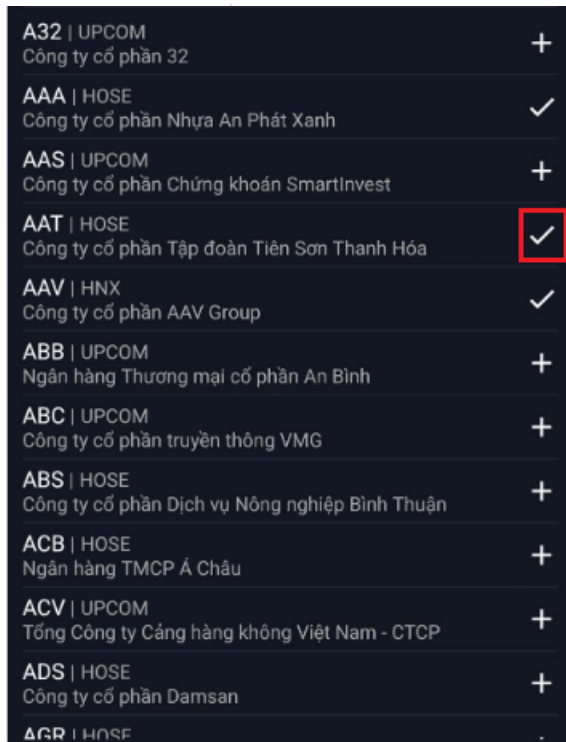 A32 | UPCOM
Công ty cổ phần 32
AAA | HOSE
Công ty cổ phần Nhựa An Phát Xanh
AAS | UPCOM
Công ty cổ phần Chứng khoán SmartInvest
AAT | HOSE
Công ty cổ phần Tập đoàn Tiên Sơn Thanh Hóa
AAV | HNX
Công ty cổ phần AAV Group
ABB | UPCOM
Ngân hàng Thương mại cổ phần An Bình
ABC | UPCOM
Công ty cổ phần truyền thông VMG
ABS | HOSE
Công ty cổ phần Dịch vụ Nông nghiệp Bình Thuận
ACB | HOSE
Ngân hàng TMCP Á Châu
ACV | UPCOM
Tổng Công ty Cảng hàng không Việt Nam - CTCP
ADS | HOSE
Công ty cổ phần Damsan
AGR | HOSE